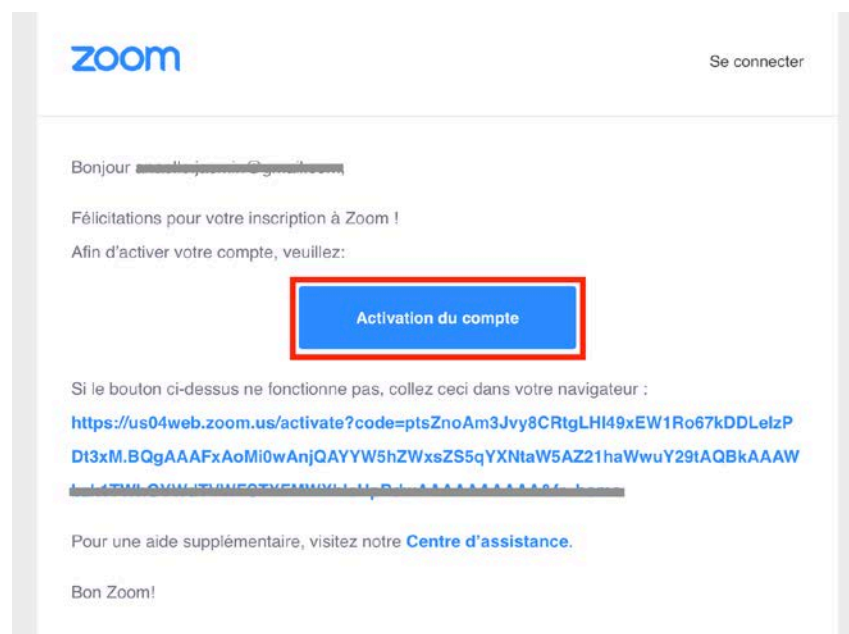 zoom
Se connecter
Bonjour
Félicitations pour votre inscription à Zoom !
Afin d'activer votre compte, veuillez:
Activation du compte
Si le bouton ci-dessus ne fonctionne pas, collez ceci dans votre navigateur :
https://us04web.zoom.us/activate?code=ptsZnoAm3Jvy8CRtgLHI49xEW1Ro67kDDLeIzP
Dt3xM.BQgAAAFxAoMi0wAnjQAYYW5hZWxsZS5qYXNtaW5AZ21haWwuY29tAQBkAAAW
Pour une aide supplémentaire, visitez notre Centre d'assistance.
Bon Zoom!